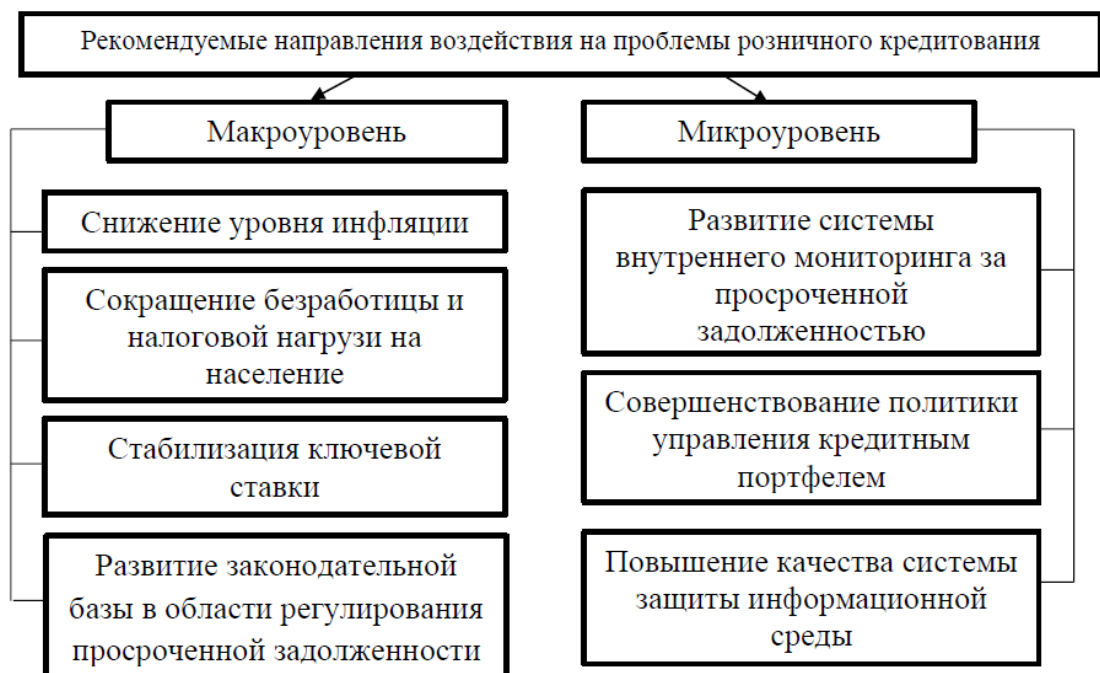 Рекомендуемые направления воздействия на проблемы розничного кредитования
Макроуровень
Снижение уровня инфляции
Сокращение безработицы и
налоговой нагрузи на
население
Стабилизация ключевой
ставки
Развитие законодательной
базы в области регулирования
просроченной задолженности
Микроуровень
Развитие системы
внутреннего мониторинга за
просроченной
задолженностью
Совершенствование политики
управления кредитным
портфелем
Повышение качества системы
защиты информационной
среды